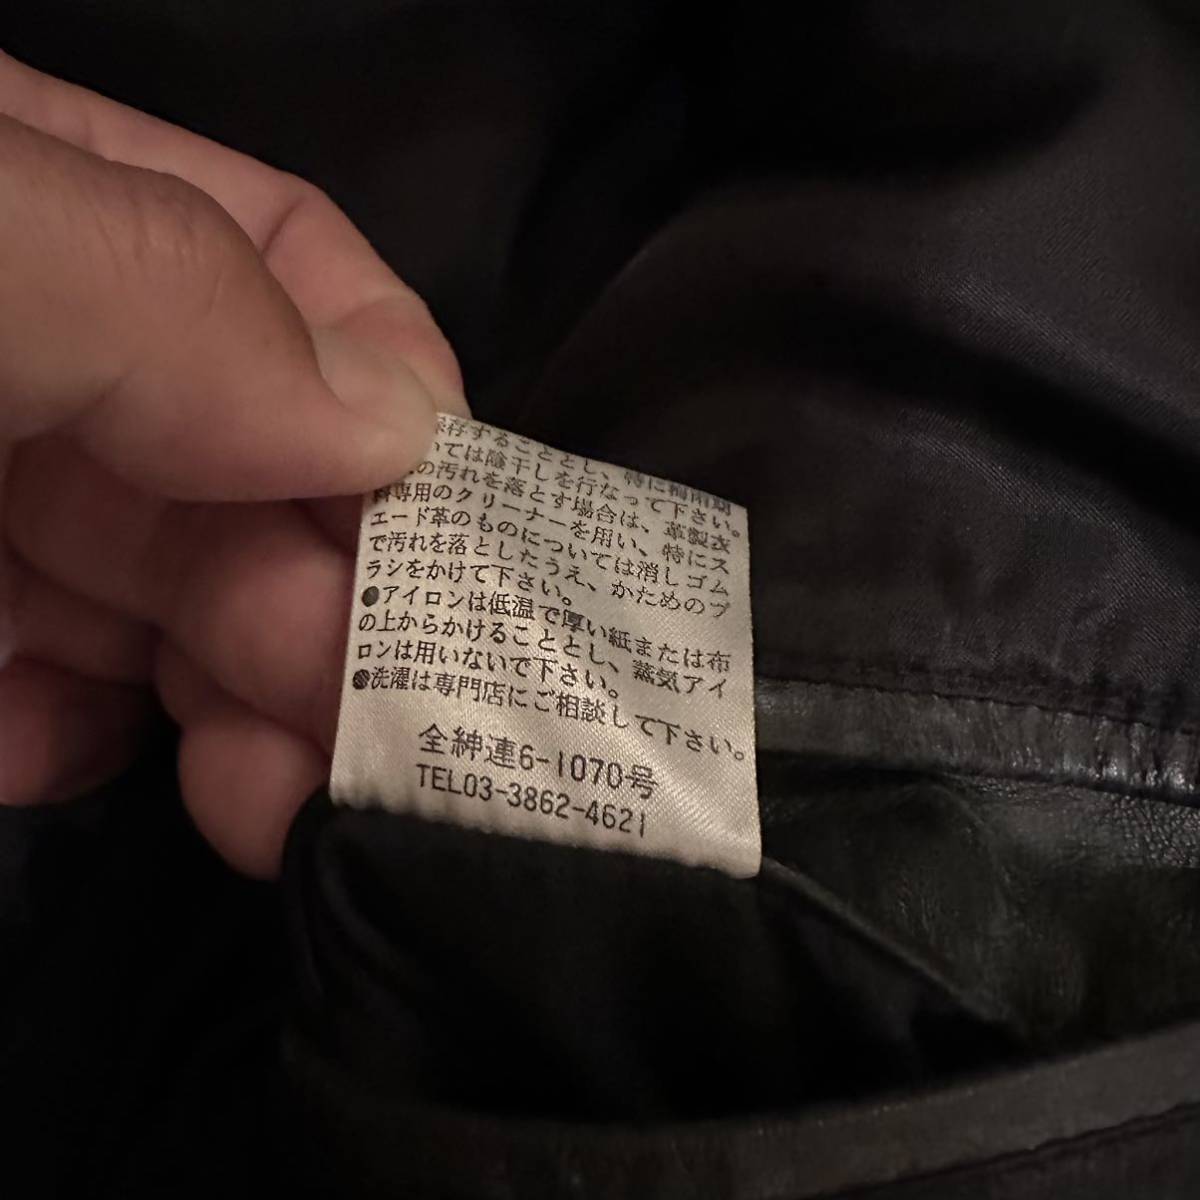 保存することとし、特に梅雨期
いては陰干しを行なって下さい。
の汚れを落とす場合は、革製衣
料専用のクリーナーを用い、特にス
エード革のものについては消しゴム
で汚れを落としたうえ、かためのブ
ラシをかけて下さい。
●アイロンは低温で厚い紙または布
の上からかけることとし、蒸気アイ
ロンは用いないで下さい。
●洗濯は専門店にご相談して下さい。
全紳連6-1070号
TEL03-3862-4621